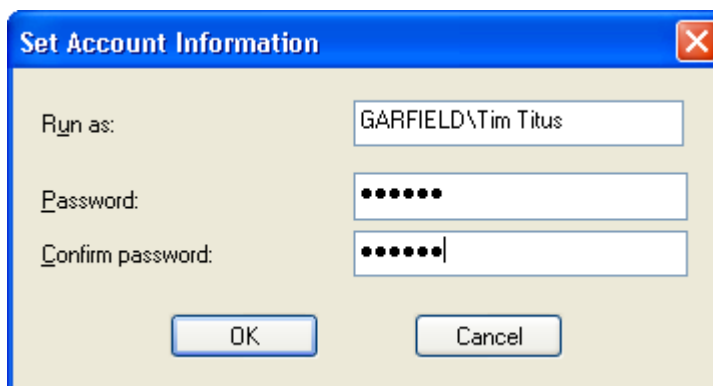 Set Account Information
Run as: GARFIELD\Tim Titus
Password: ●●●●●●
Confirm password: ●●●●●●
OK Cancel